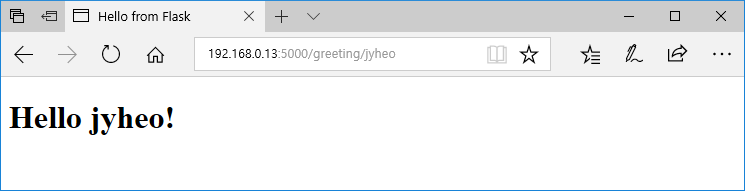 Hello from Flask
192.168.0.13:5000/greeting/jyheo
Hello jyheo!